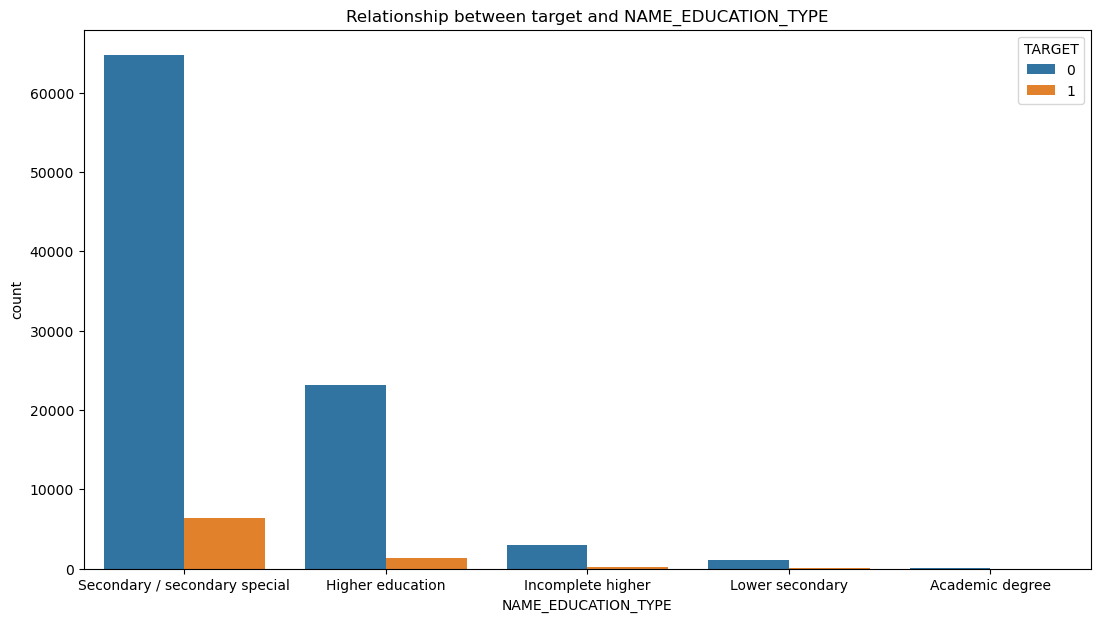 Relationship between target and NAME_EDUCATION_TYPE
TARGET
0
1
60000
50000
40000
30000
20000
10000
0
count
Secondary / secondary special
Higher education
Incomplete higher
Lower secondary
Academic degree
NAME_EDUCATION_TYPE